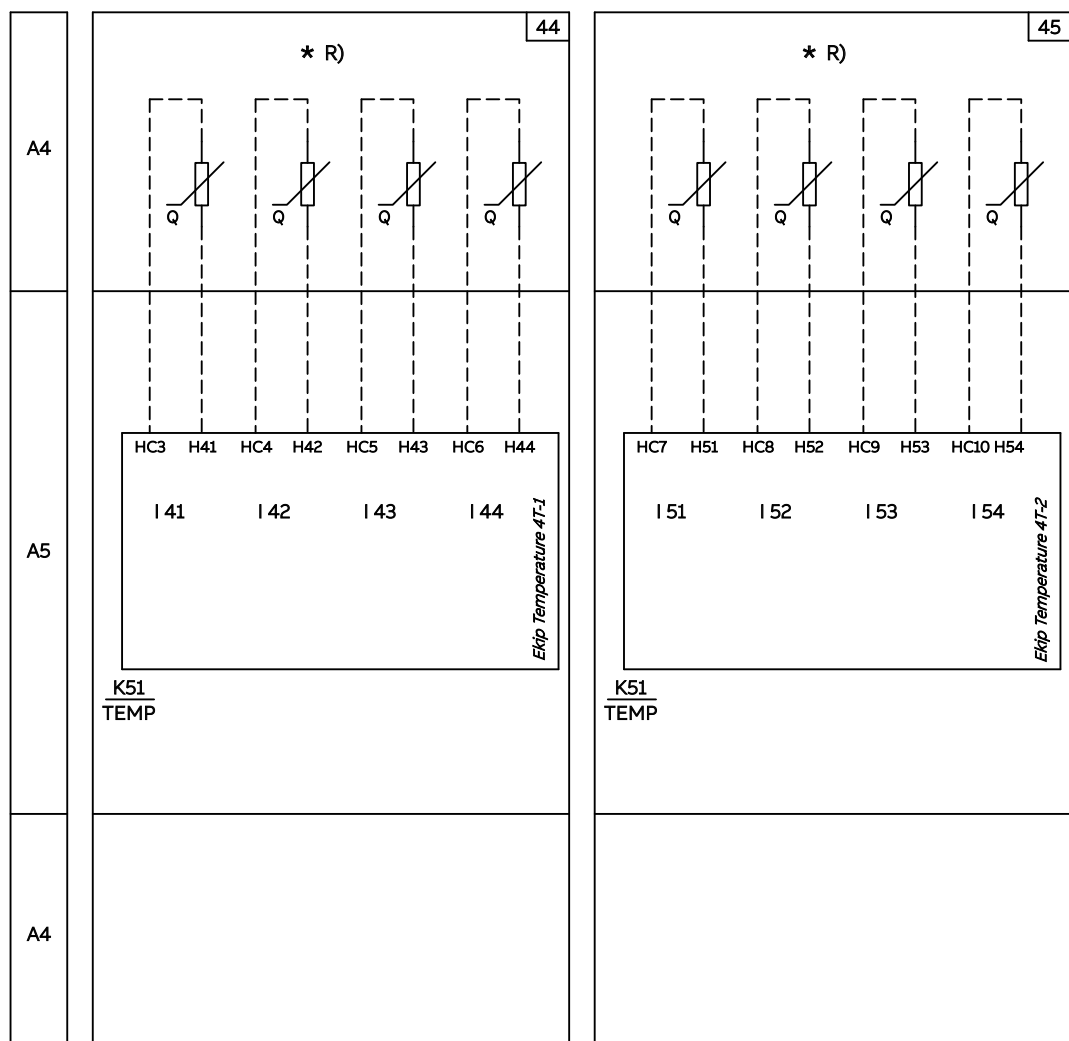 44
* R)
A4
Q Q Q Q
HC3 H41 HC4 H42 HC5 H43 HC6 H44
I 41 I 42 I 43 I 44
Ekip Temperature 4T-1
A5
K51
TEMP
A4
45
* R)
Q Q Q Q
HC7 H51 HC8 H52 HC9 H53 HC10 H54
I 51 I 52 I 53 I 54
Ekip Temperature 4T-2
K51
TEMP